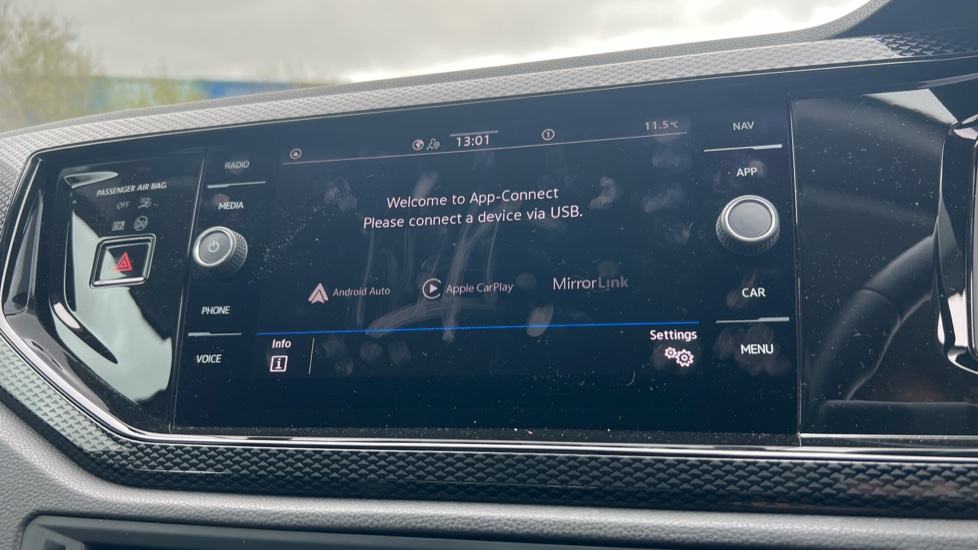 PASSENGER AIR BAG
OFF
ON
RADIO
MEDIA
PHONE
VOICE
13:01
11.5°C
Welcome to App-Connect
Please connect a device via USB.
Android Auto
Apple CarPlay
MirrorLink
Info
i
Settings
NAV
APP
CAR
MENU